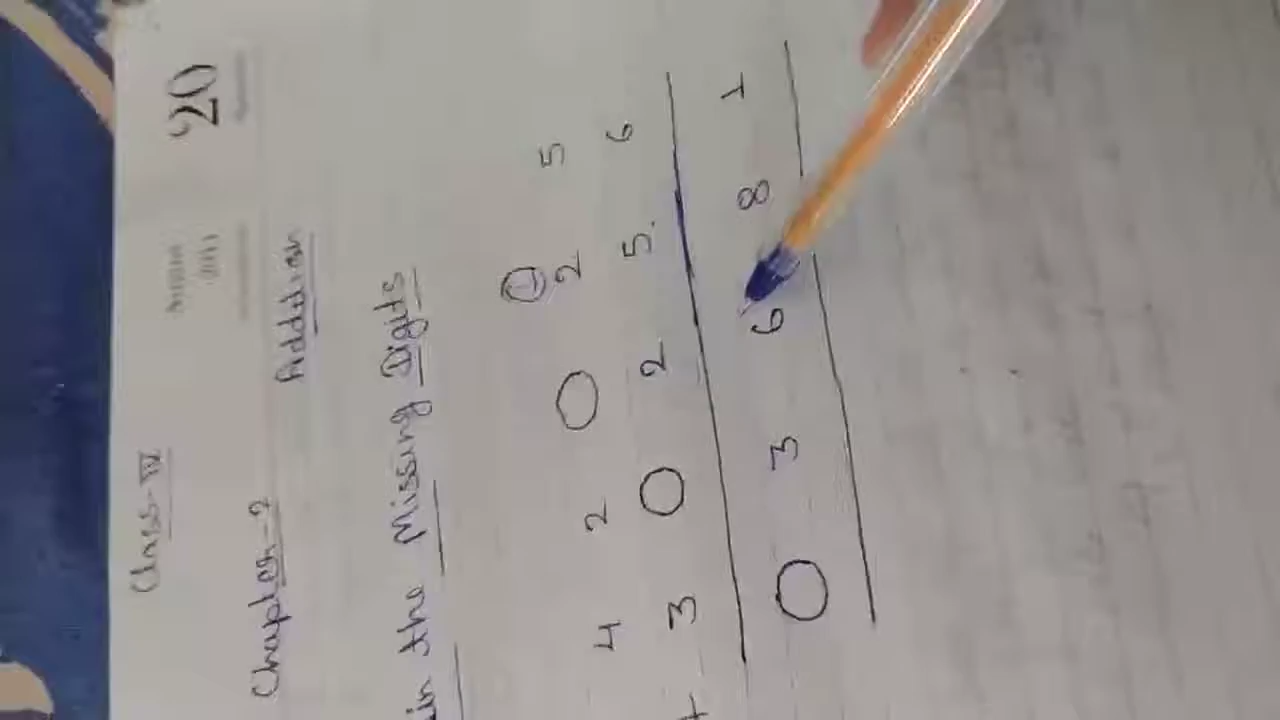 20
Class-IV
Chapter-2 Addition
in the Missing Digits
1
4 2 2 5
+ 3 2 5. 6
3 6 8 1